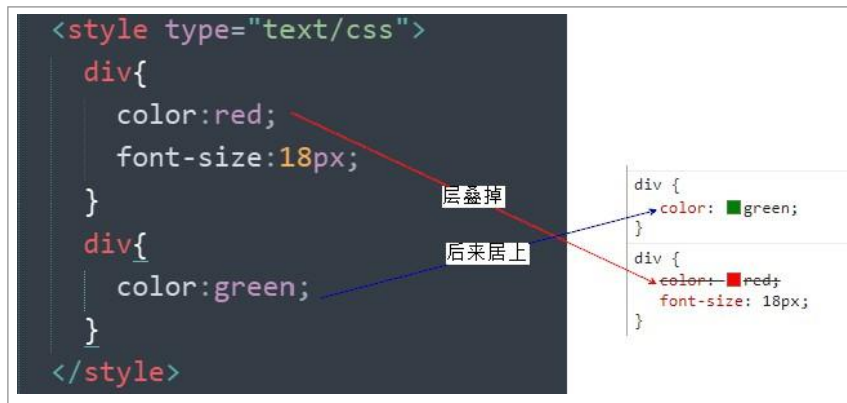 <style type="text/css">
div{
color:red;
font-size:18px;
}
div{
color:green;
}
</style>
层叠掉
后来居上
div {
color: green;
}
div {
color: red;
font-size: 18px;
}